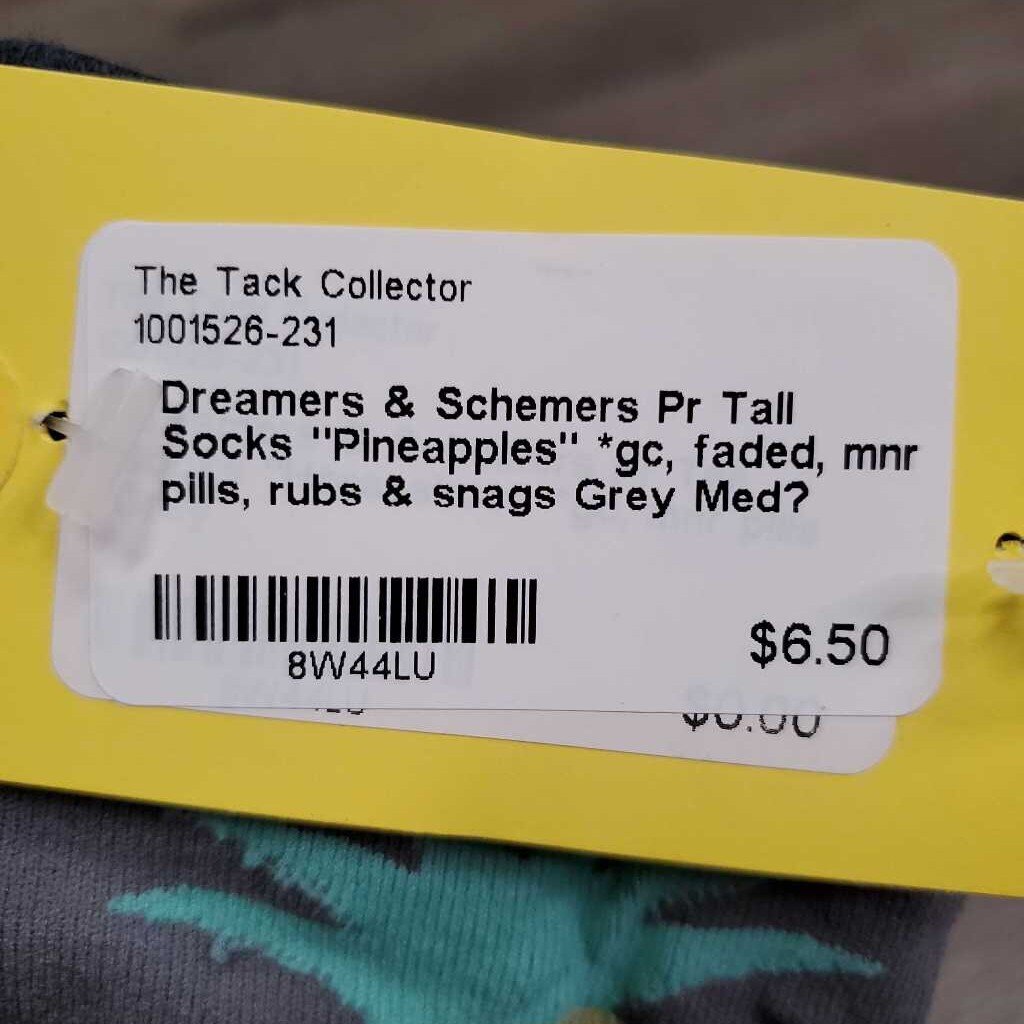 The Tack Collector
1001526-231
Dreamers & Schemers Pr Tall
Socks "PIneapples" *gc, faded, mnr
pills, rubs & snags Grey Med?
8W44LU
$6.50